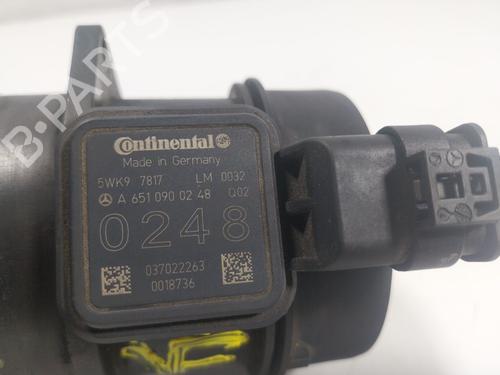 B-PARTS
Continental
Made in Germany
5WK9 7817 LM 0032
A 651 090 02 48 Q02
0248
037022263
0018736